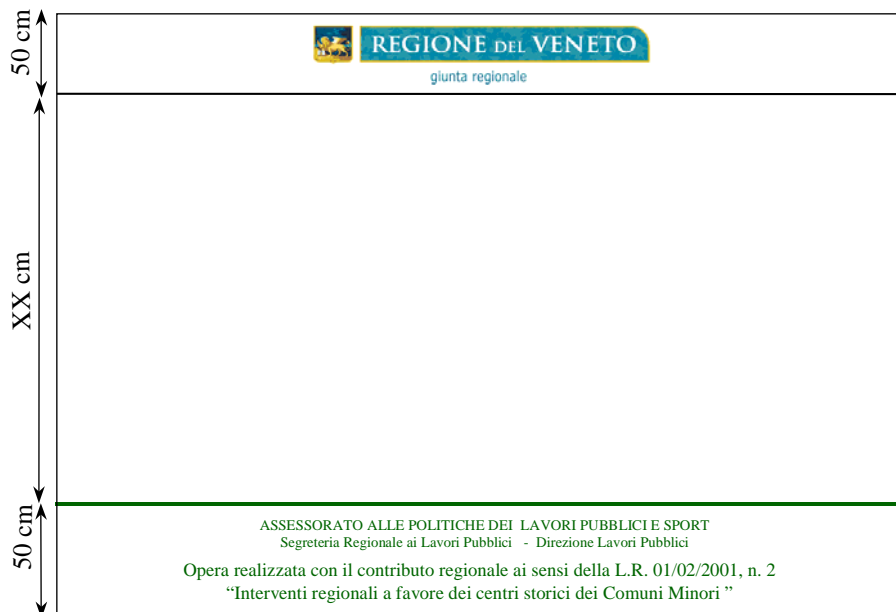 50 cm
REGIONE DEL VENETO
giunta regionale
XX cm
50 cm
ASSESSORATO ALLE POLITICHE DEI LAVORI PUBBLICI E SPORT
Segreteria Regionale ai Lavori Pubblici - Direzione Lavori Pubblici
Opera realizzata con il contributo regionale ai sensi della L.R. 01/02/2001, n. 2
“Interventi regionali a favore dei centri storici dei Comuni Minori ”